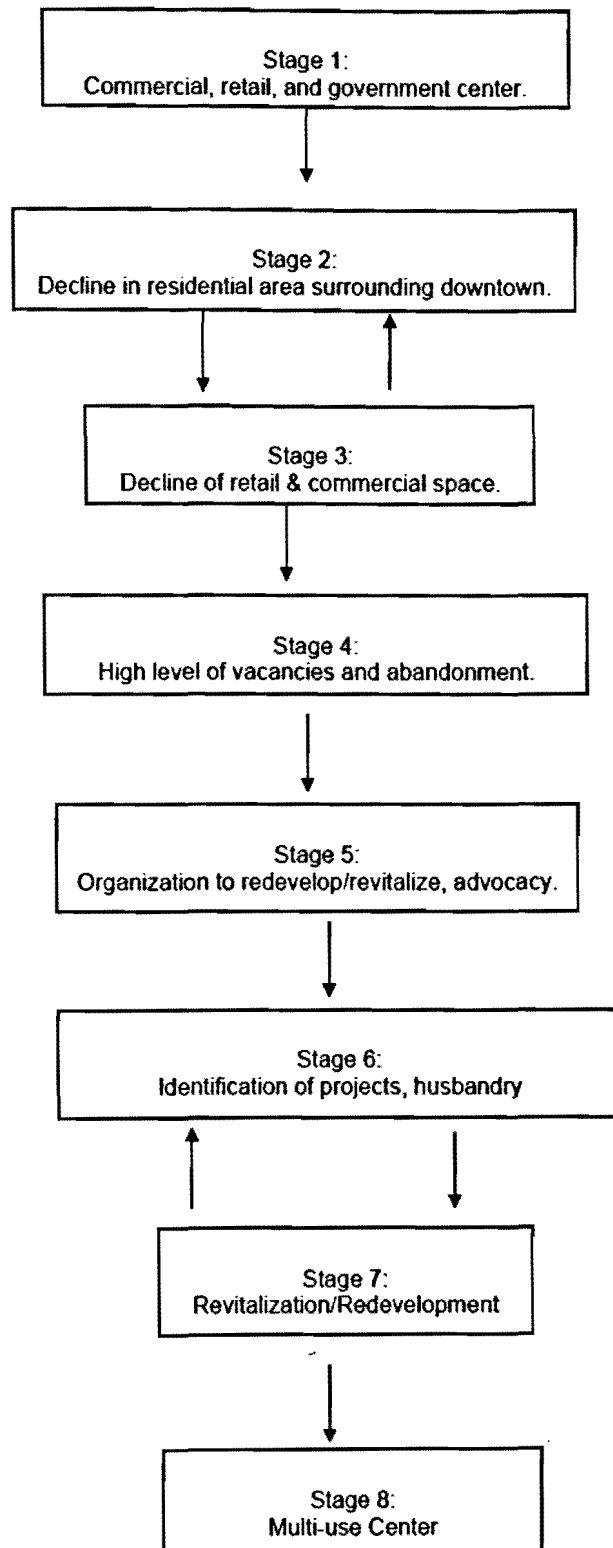 Stage 1:
Commercial, retail, and government center.
Stage 2:
Decline in residential area surrounding downtown.
Stage 3:
Decline of retail & commercial space.
Stage 4:
High level of vacancies and abandonment.
Stage 5:
Organization to redevelop/revitalize, advocacy.
Stage 6:
Identification of projects, husbandry
Stage 7:
Revitalization/Redevelopment
Stage 8:
Multi-use Center